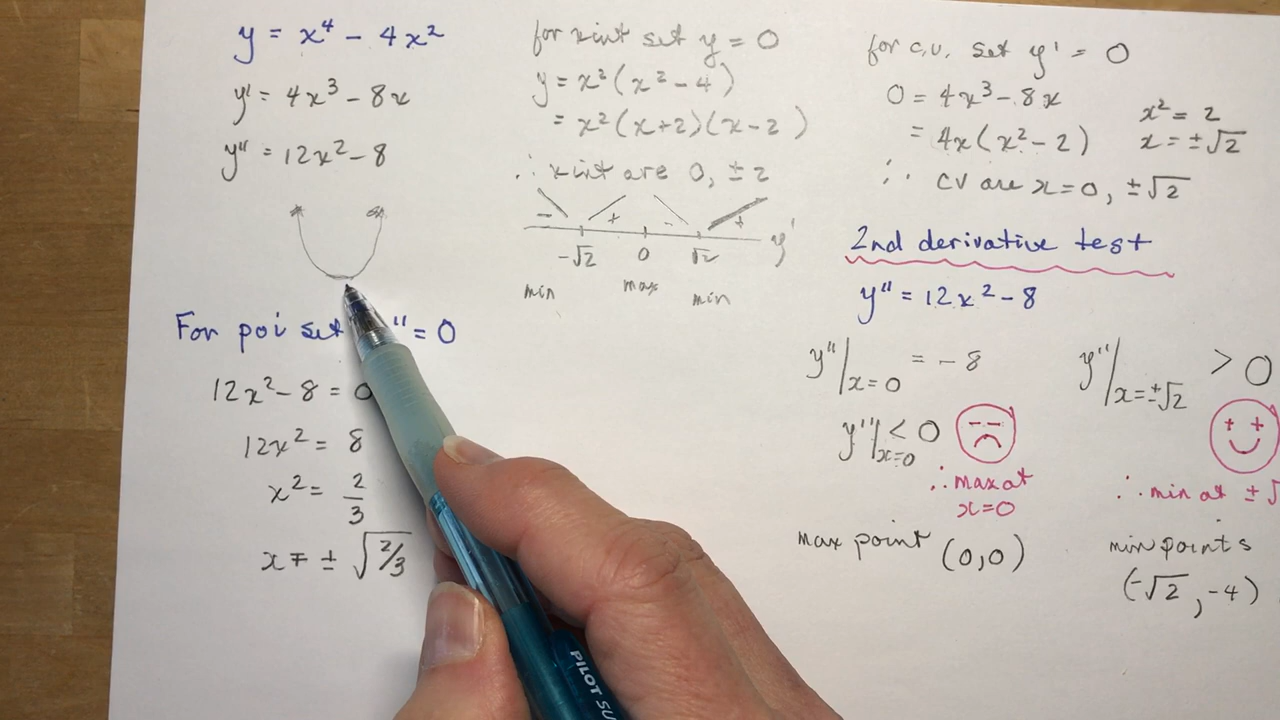 y = x⁴ - 4x²
y' = 4x³ - 8x
y'' = 12x² - 8
For poi set '' = 0
12x² - 8 = 0
12x² = 8
x² = 2/3
x = ± √2/3
for x int set y = 0
y = x²(x² - 4)
= x²(x+2)(x-2)
∴ x int are 0, ± 2
- + - + y'
-√2 0 √2
min max min
for c.v. set y' = 0
0 = 4x³ - 8x
= 4x(x² - 2)
x² = 2
x = ±√2
∴ CV are x = 0, ±√2
2nd derivative test
y'' = 12x² - 8
y''|x=0 = -8
y''|x=0 < 0
∴ max at
x=0
max point (0,0)
y''|x=±√2 > 0
∴ min at ±
min points
(-√2, -4)
PILOT SU